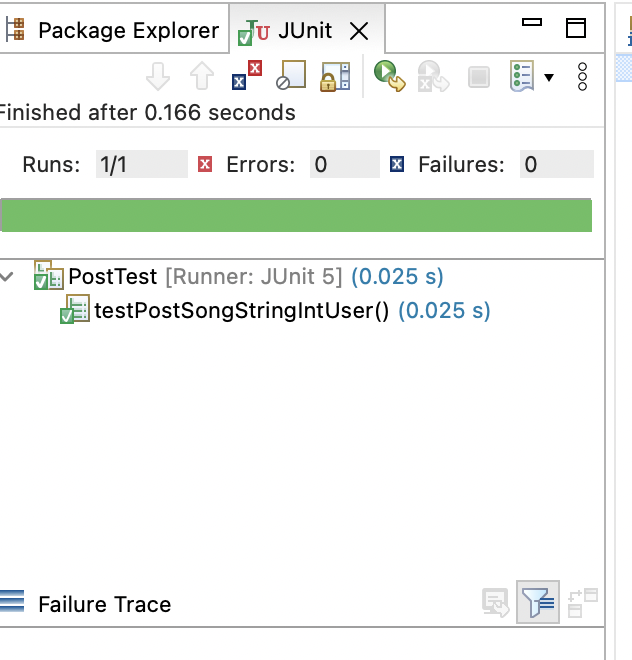 Package Explorer JUnit
Finished after 0.166 seconds
Runs: 1/1 Errors: 0 Failures: 0
PostTest [Runner: JUnit 5] (0.025 s)
testPostSongStringIntUser() (0.025 s)
Failure Trace